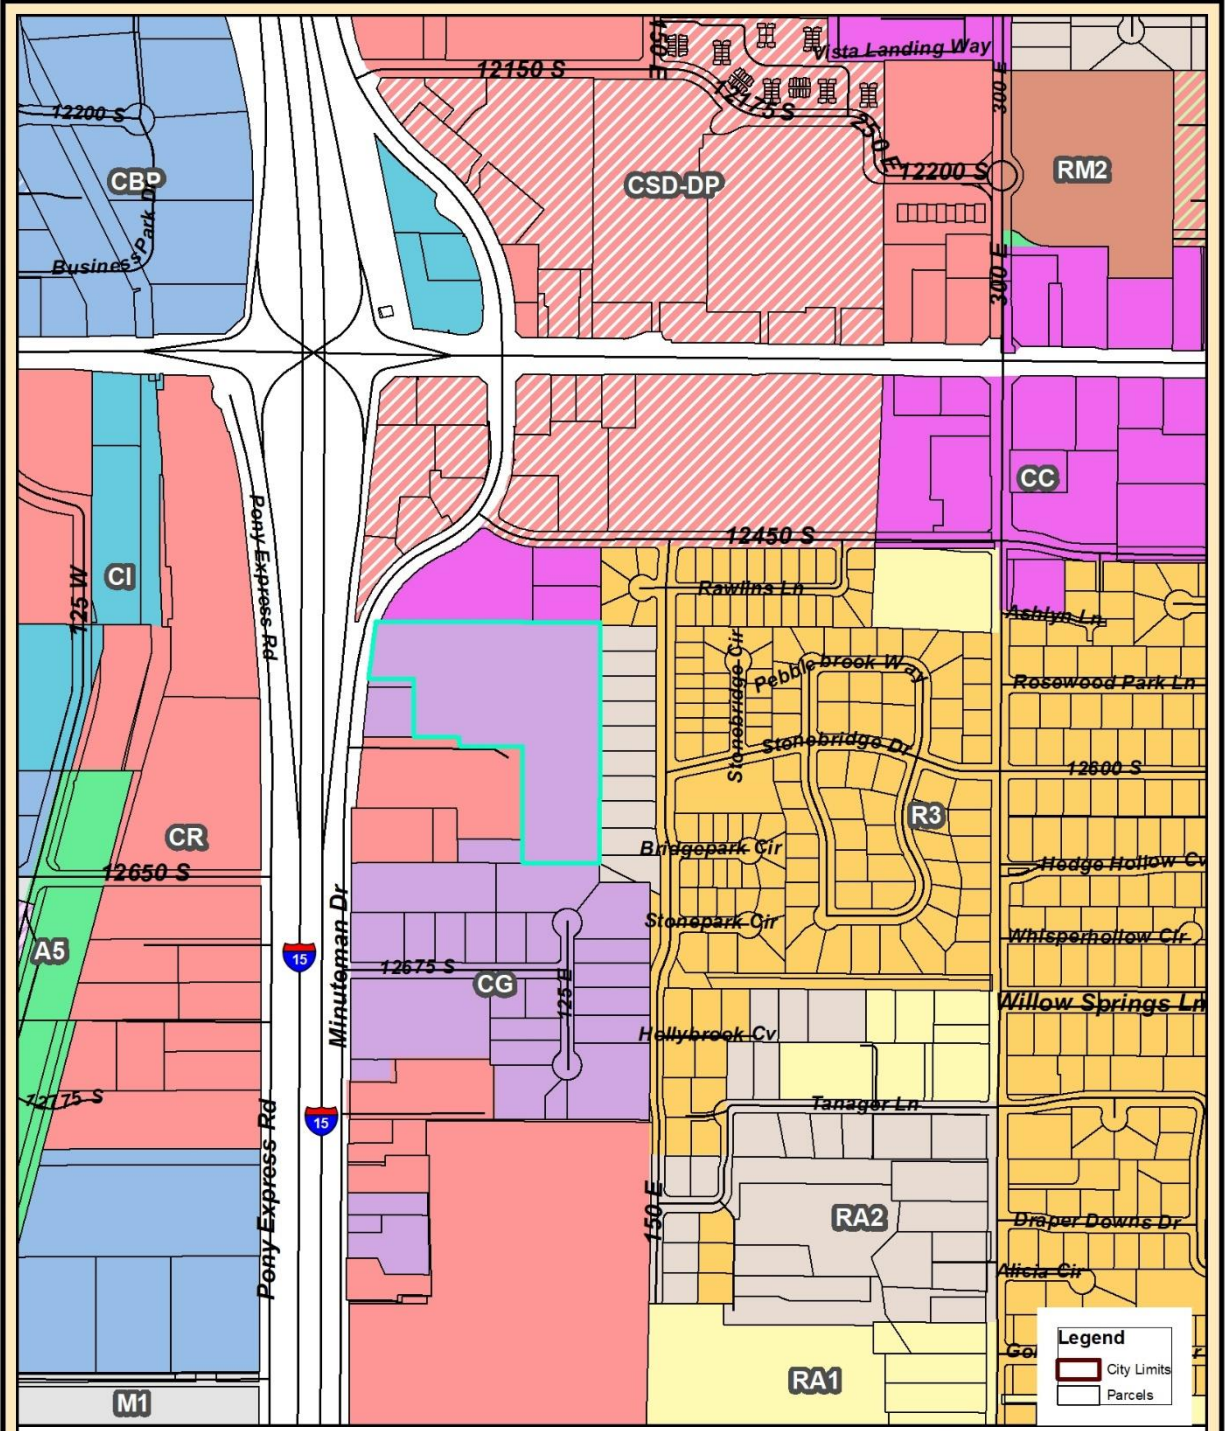 150 E
Vista Landing Way
12150 S
300 E
12175 S
12200 S
250 E
12200 S
RM2
CBP
CSD-DP
Business Park Dr
300 E
CC
Pony Express Rd
12450 S
CI
125 W
Rawlins Ln
Ashlyn Ln
Stonebridge Cir
Pebblebrook Way
Rosewood Park Ln
Stonebridge Dr
12600 S
R3
CR
Bridgepark Cir
Hedge Hollow Cv
12650 S
Minuteman Dr
Stonepark Cir
Whisperhollow Cir
A5
15
12675 S
CG
125 E
Willow Springs Ln
Hollybrook Cv
12775 S
Tanager Ln
15
Pony Express Rd
150 E
RA2
Draper Downs Dr
Alicia Cir
Legend
City Limits
Parcels
RA1
M1